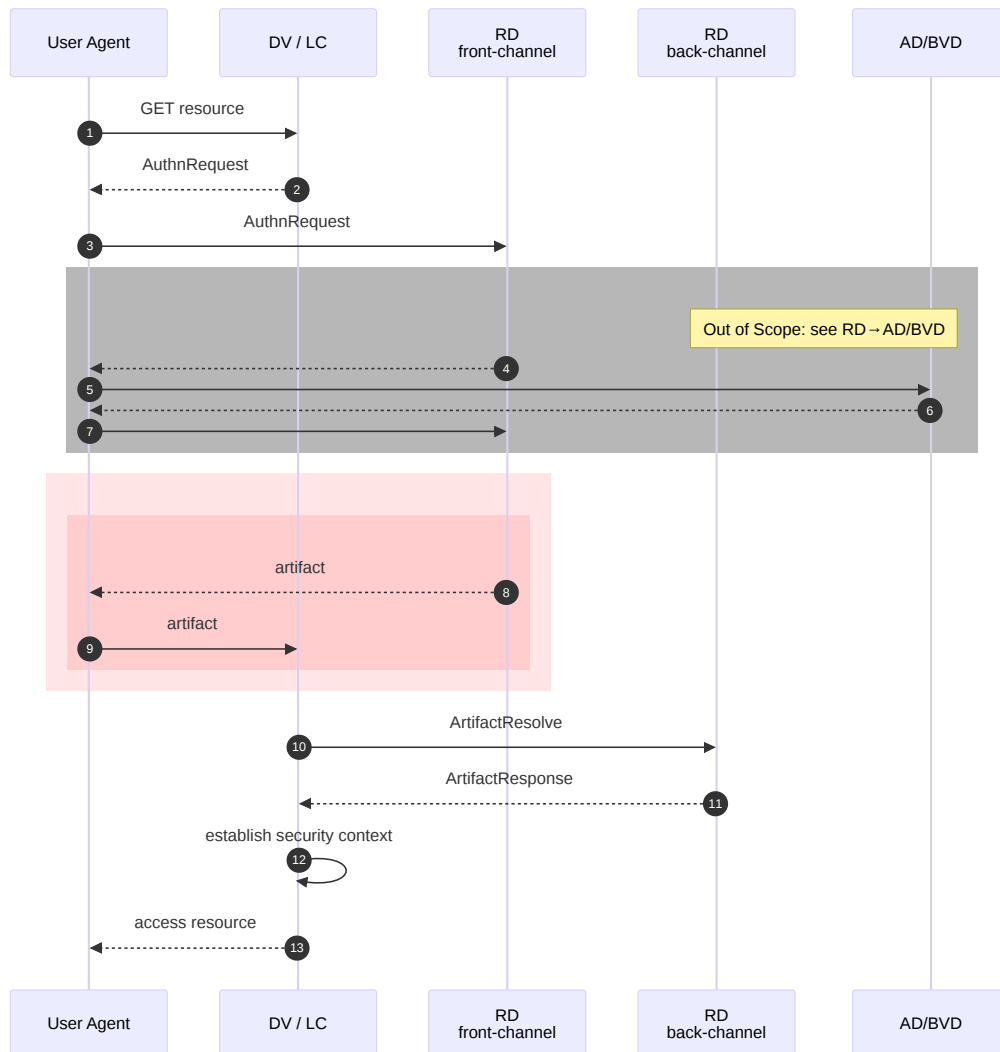 User Agent
DV / LC
RD
front-channel
RD
back-channel
AD/BVD
GET resource
1
AuthnRequest
2
AuthnRequest
3
Out of Scope: see RD→AD/BVD
4
5
6
7
artifact
8
artifact
9
ArtifactResolve
10
ArtifactResponse
11
establish security context
12
access resource
13
User Agent
DV / LC
RD
front-channel
RD
back-channel
AD/BVD